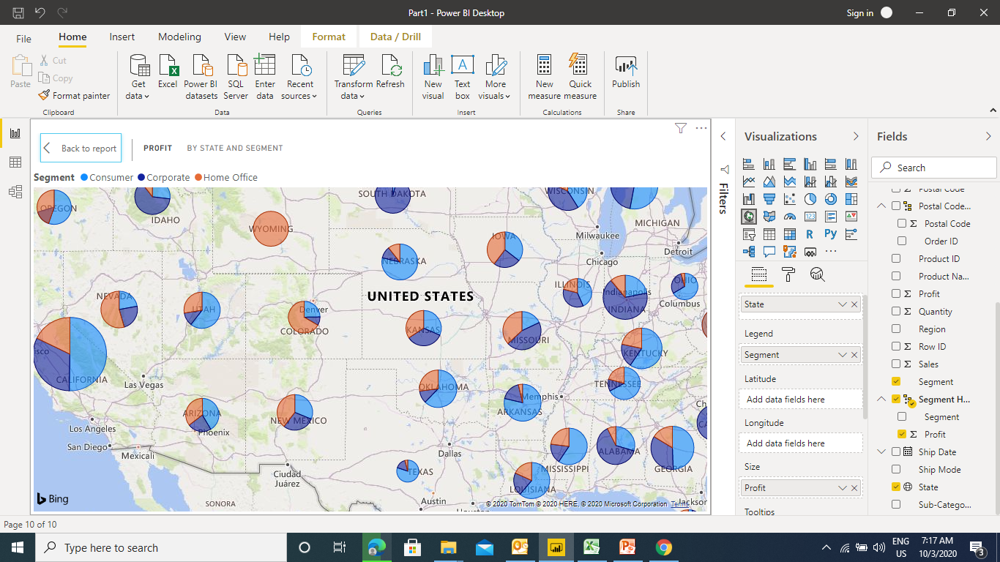 Part1 - Power BI Desktop
Sign in
File Home Insert Modeling View Help Format Data / Drill
Paste
Cut
Copy
Format painter
Clipboard
Get data
Excel
Power BI datasets
SQL Server
Enter data
Recent sources
Data
Transform data
Refresh
Queries
New visual
Text box
More visuals
Insert
New measure
Quick measure
Calculations
Publish
Share
Back to report
PROFIT BY STATE AND SEGMENT
Segment Consumer Corporate Home Office
OREGON
IDAHO
SOUTH DAKOTA
WISCONSIN
MICHIGAN
WYOMING
IOWA
Milwaukee
Detroit
NEBRASKA
Chicago
ILLINOIS
OHIO
Indianapolis
Columbus
INDIANA
UNITED STATES
NEVADA
UTAH
Denver
COLORADO
KANSAS
MISSOURI
KENTUCKY
isco
CALIFORNIA
Las Vegas
OKLAHOMA
TENNESSEE
Memphis
ARKANSAS
Ch
ARIZONA
NEW MEXICO
CA
Los Angeles
Phoenix
San Diego
Mexicali
Dallas
MISSISSIPPI
ALABAMA
GEORGIA
Ciudad
Juárez
TEXAS
LOUISIANA
Austin
SONORA
Jackson
Houston
Bing
© 2020 TomTom © 2020 HERE, © 2020 Microsoft Corporation Terms
Filters
Visualizations
R
Py
123
State
Legend
Segment
Latitude
Add data fields here
Longitude
Add data fields here
Size
Profit
Tooltips
Fields
Search
Postal Code
Postal Code...
Postal Code
Order ID
Product ID
Product Na...
Profit
Quantity
Region
Row ID
Sales
Segment
Segment H...
Segment
Profit
Ship Date
Ship Mode
State
Sub-Catego...
Page 10 of 10
Type here to search
ENG
US
7:17 AM
10/3/2020
3